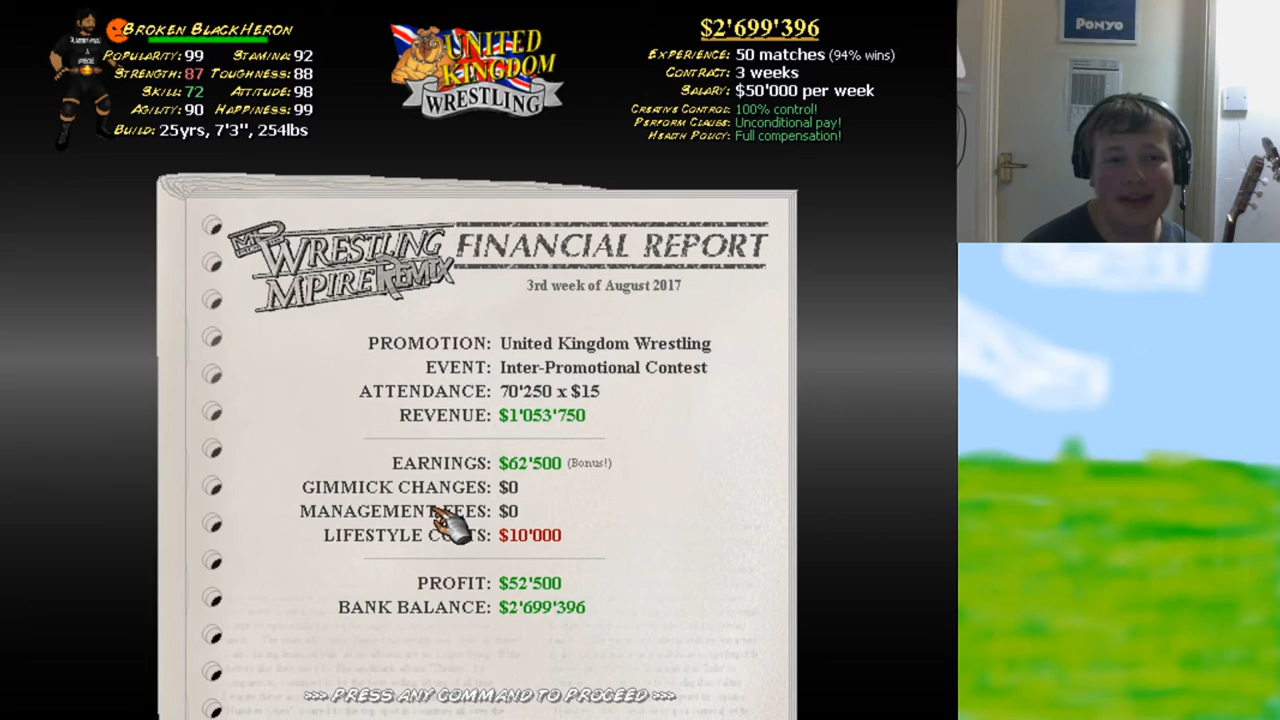 BROKEN BLACKHERON
POPULARITY: 99 STAMINA: 92
STRENGTH: 87 TOUGHNESS: 88
SKILL: 72 ATTITUDE: 98
AGILITY: 90 HAPPINESS: 99
BUILD: 25yrs, 7'3", 254lbs
UNITED
KINGDOM
WRESTLING
$2'699'396
EXPERIENCE: 50 matches (94% wins)
CONTRACT: 3 weeks
SALARY: $50'000 per week
CREATIVE CONTROL: 100% control!
PERFORM CLAUSE: Unconditional pay!
HEALTH POLICY: Full compensation!
PONYO
WRESTLING
MPIRE REMIX
FINANCIAL REPORT
3rd week of August 2017
PROMOTION: United Kingdom Wrestling
EVENT: Inter-Promotional Contest
ATTENDANCE: 70'250 x $15
REVENUE: $1'053'750
EARNINGS: $62'500 (Bonus!)
GIMMICK CHANGES: $0
MANAGEMENT FEES: $0
LIFESTYLE COSTS: $10'000
PROFIT: $52'500
BANK BALANCE: $2'699'396
>>> PRESS ANY COMMAND TO PROCEED >>>